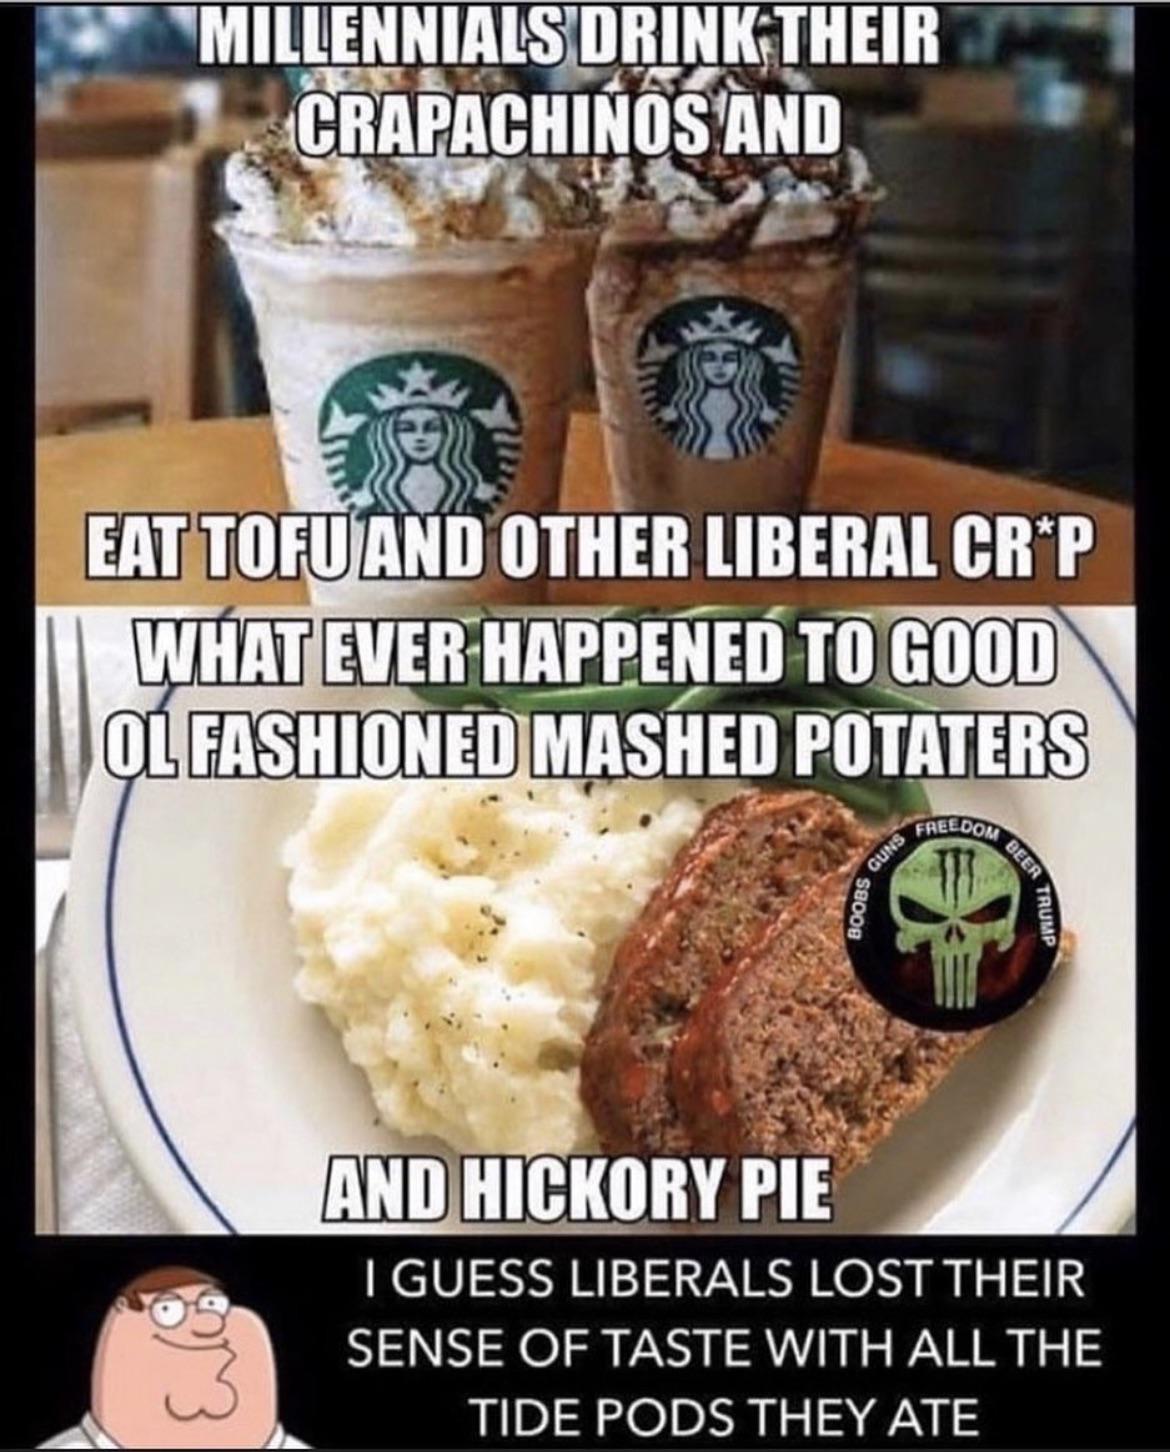 MILLENNIALS DRINK THEIR
CRAPACHINOS AND
EAT TOFU AND OTHER LIBERAL CR*P
WHAT EVER HAPPENED TO GOOD
OL FASHIONED MASHED POTATERS
BOOBS GUNS FREEDOM BEER TRUMP
AND HICKORY PIE
I GUESS LIBERALS LOST THEIR
SENSE OF TASTE WITH ALL THE
TIDE PODS THEY ATE